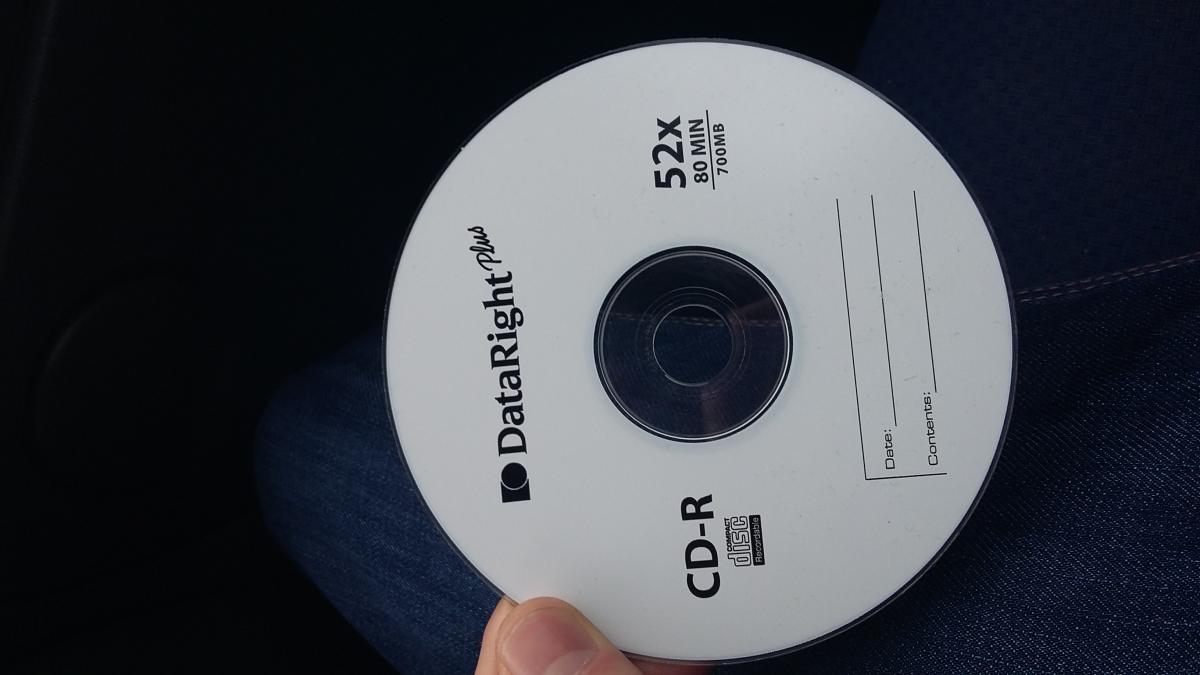 DataRight Plus
CD-R
COMPACT
disc
Recordable
52x
80 MIN
700MB
Date:
Contents: